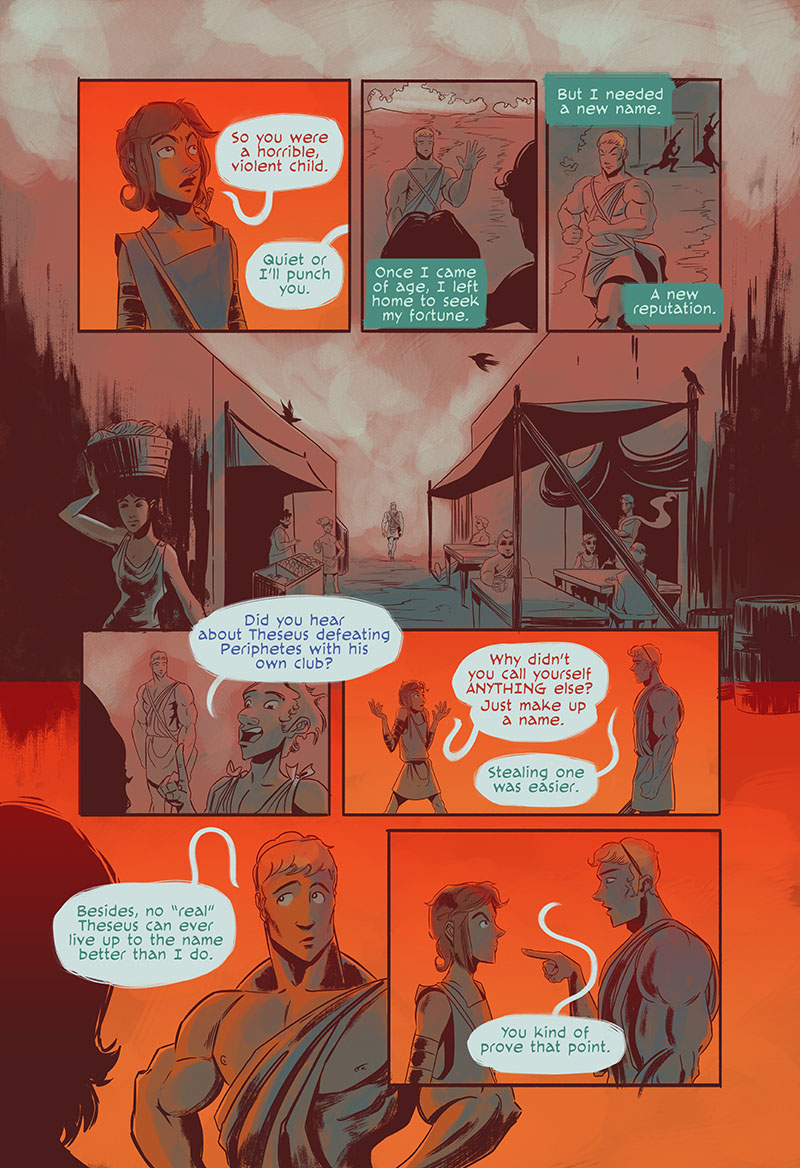 So you were
a horrible,
violent child.
Quiet or
I'll punch
you.
Once I came
of age, I left
home to seek
my fortune.
But I needed
a new name.
A new
reputation.
Did you hear
about Theseus defeating
Periphetes with his
own club?
Why didn't
you call yourself
ANYTHING else?
Just make up
a name.
Stealing one
was easier.
Besides, no "real"
Theseus can ever
live up to the name
better than I do.
You kind of
prove that point.